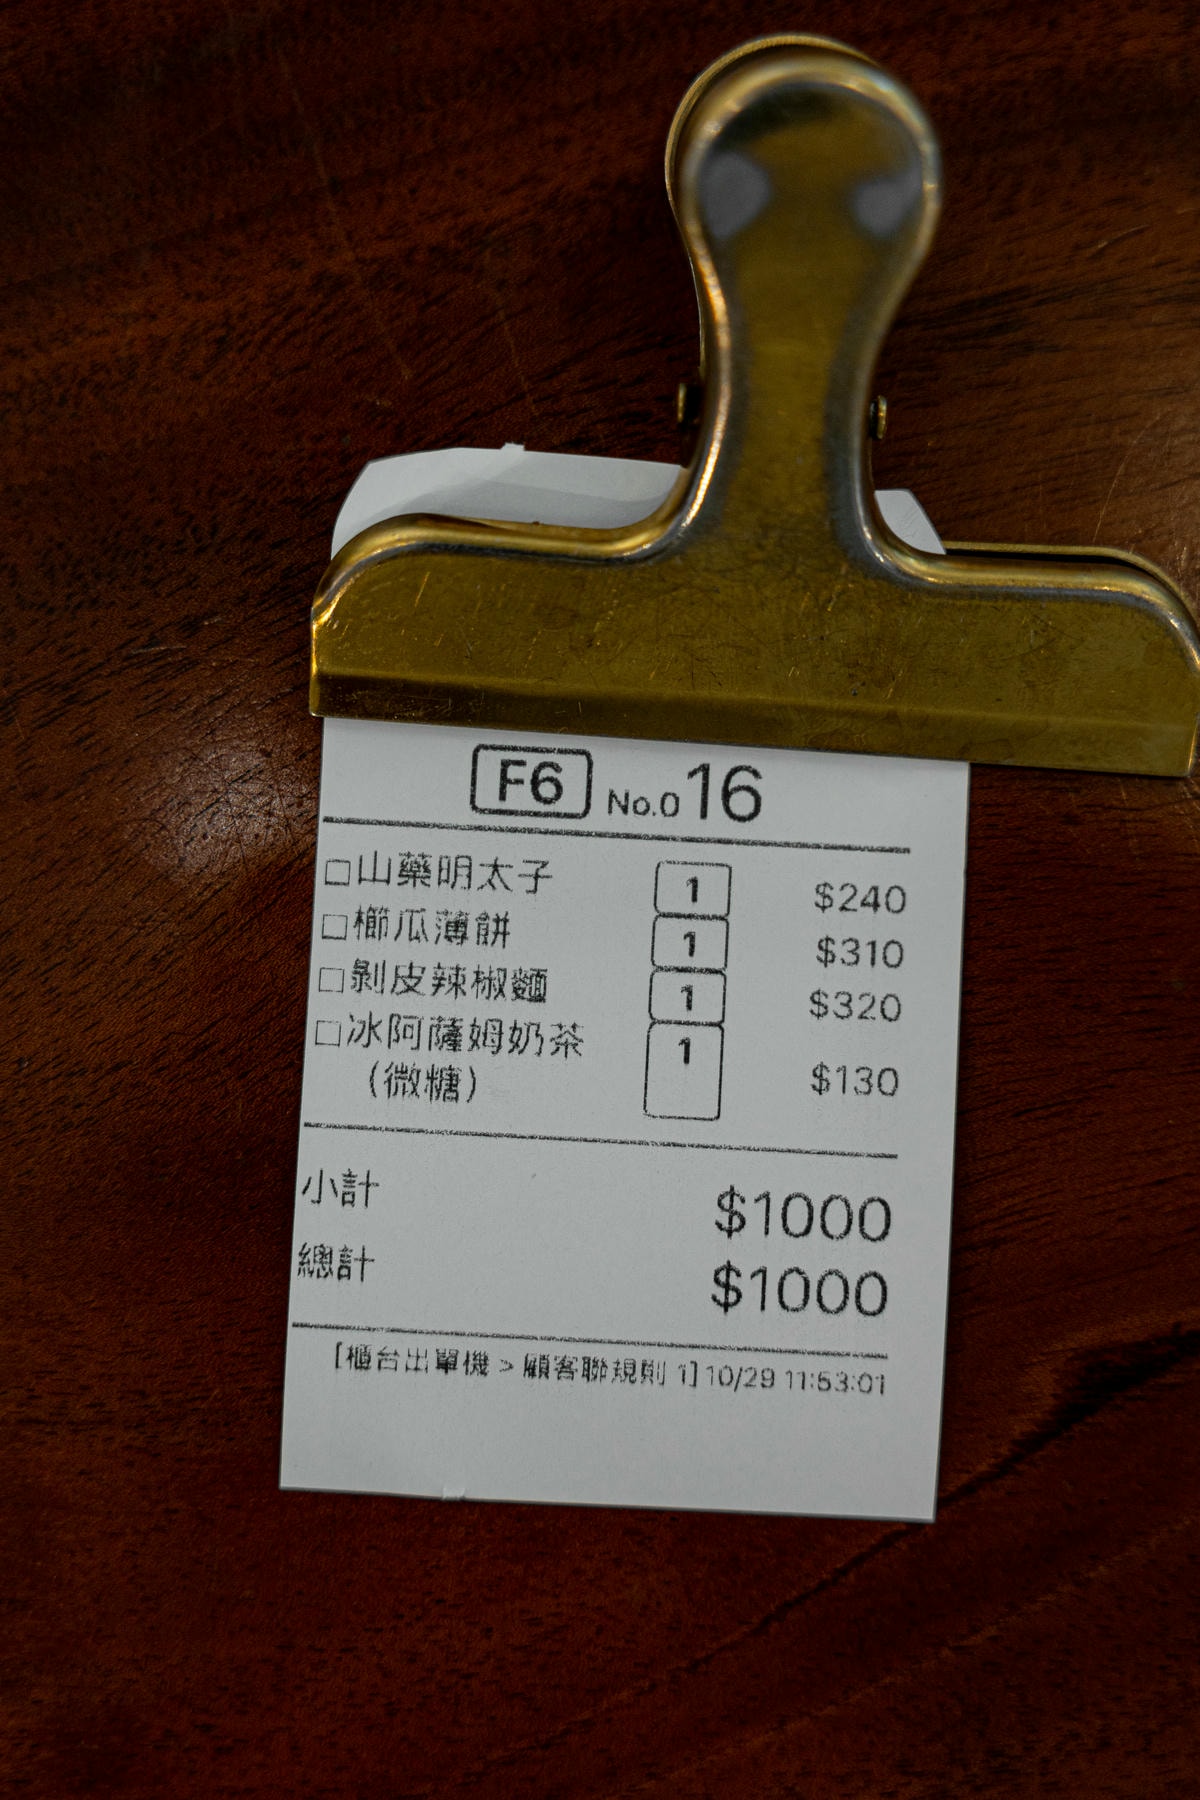 F6 No.016
□山藥明太子 1 $240
□櫛瓜薄餅 1 $310
□剝皮辣椒麵 1 $320
□冰阿薩姆奶茶 1
(微糖) $130
小計 $1000
總計 $1000
[櫃台出單機 > 顧客聯規則 1] 10/29 11:53:01